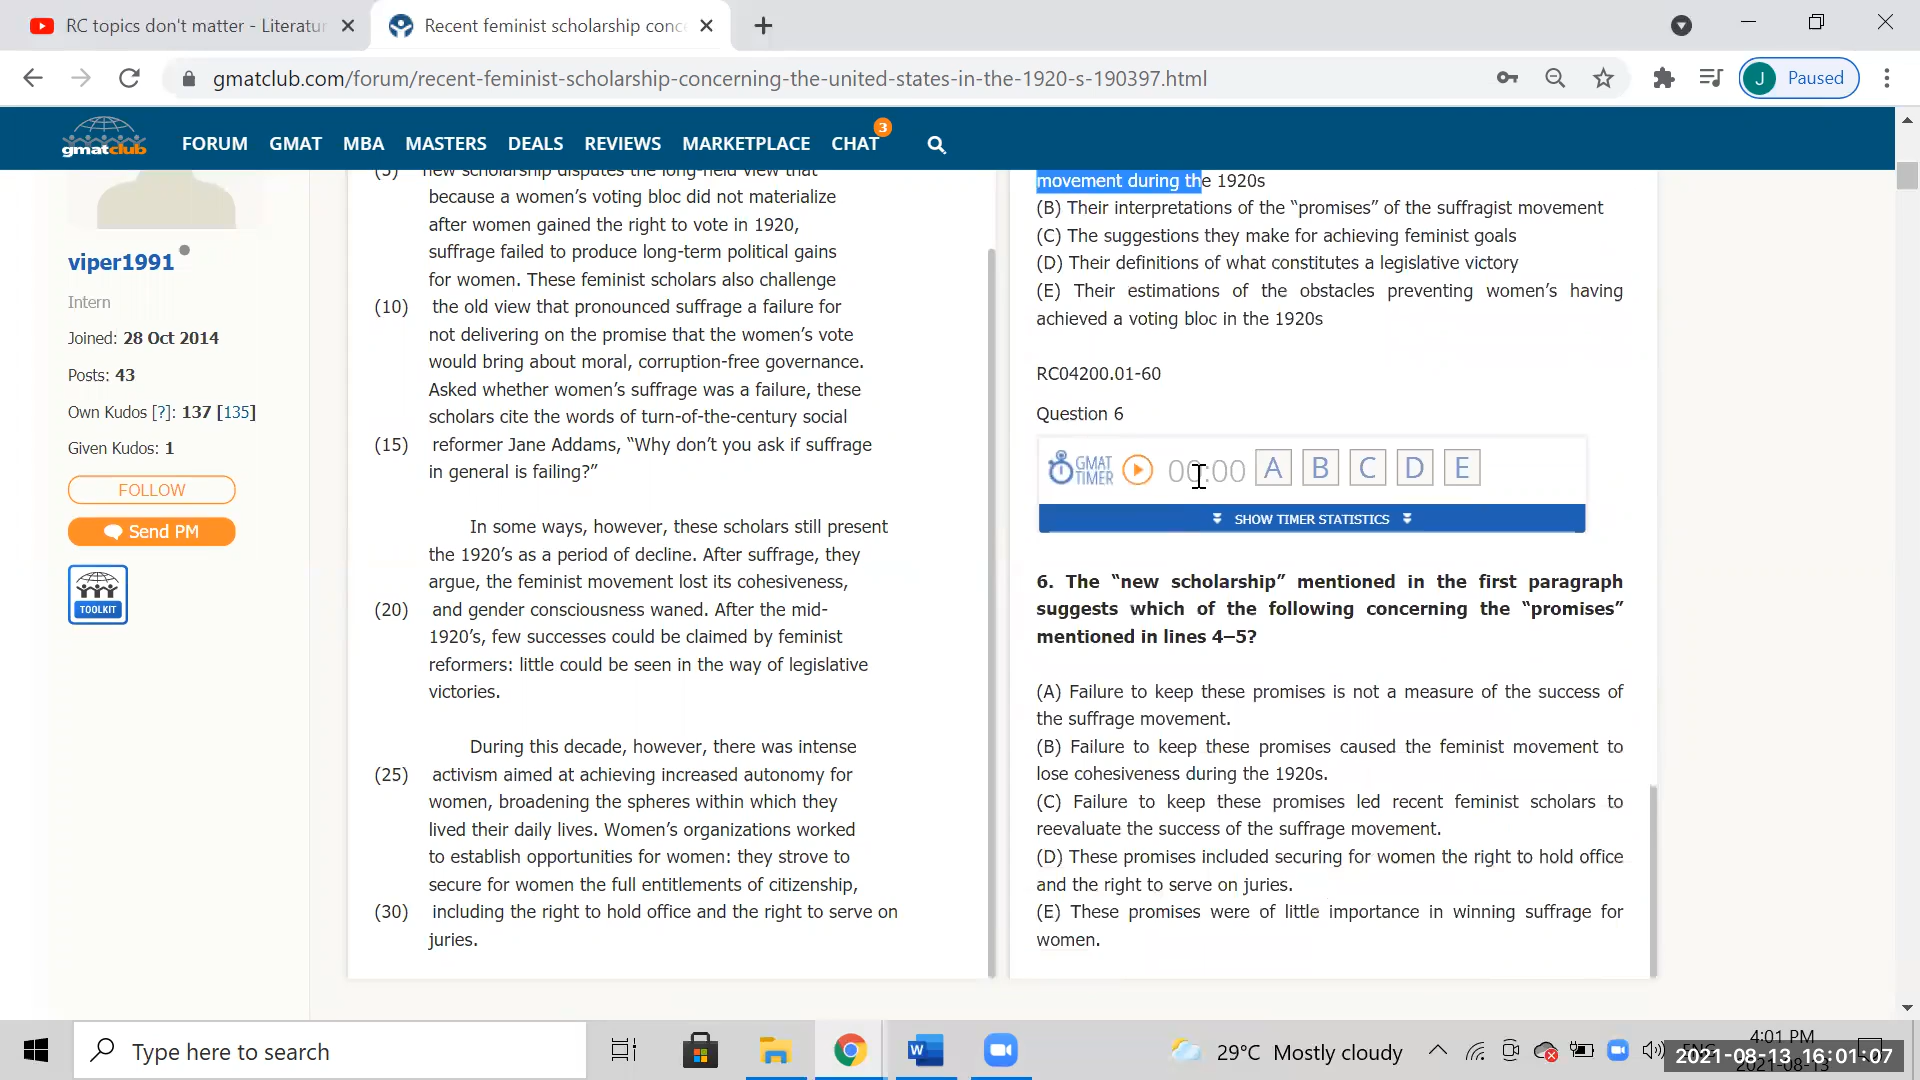 RC topics don't matter - Literatur
Recent feminist scholarship conc
gmatclub.com/forum/recent-feminist-scholarship-concerning-the-united-states-in-the-1920-s-190397.html
J Paused
gmatclub FORUM GMAT MBA MASTERS DEALS REVIEWS MARKETPLACE CHAT 3
viper1991
Intern
Joined: 28 Oct 2014
Posts: 43
Own Kudos [?]: 137 [135]
Given Kudos: 1
FOLLOW
Send PM
TOOLKIT
(5) new scholarship disputes the long-held view that
because a women's voting bloc did not materialize
after women gained the right to vote in 1920,
suffrage failed to produce long-term political gains
for women. These feminist scholars also challenge
(10) the old view that pronounced suffrage a failure for
not delivering on the promise that the women's vote
would bring about moral, corruption-free governance.
Asked whether women's suffrage was a failure, these
scholars cite the words of turn-of-the-century social
(15) reformer Jane Addams, "Why don't you ask if suffrage
in general is failing?"
In some ways, however, these scholars still present
the 1920's as a period of decline. After suffrage, they
argue, the feminist movement lost its cohesiveness,
(20) and gender consciousness waned. After the mid-
1920's, few successes could be claimed by feminist
reformers: little could be seen in the way of legislative
victories.
During this decade, however, there was intense
(25) activism aimed at achieving increased autonomy for
women, broadening the spheres within which they
lived their daily lives. Women's organizations worked
to establish opportunities for women: they strove to
secure for women the full entitlements of citizenship,
(30) including the right to hold office and the right to serve on
juries.
movement during the 1920s
(B) Their interpretations of the "promises" of the suffragist movement
(C) The suggestions they make for achieving feminist goals
(D) Their definitions of what constitutes a legislative victory
(E) Their estimations of the obstacles preventing women's having
achieved a voting bloc in the 1920s
RC04200.01-60
Question 6
GMAT TIMER 00:00 A B C D E
SHOW TIMER STATISTICS
6. The "new scholarship" mentioned in the first paragraph
suggests which of the following concerning the "promises"
mentioned in lines 4–5?
(A) Failure to keep these promises is not a measure of the success of
the suffrage movement.
(B) Failure to keep these promises caused the feminist movement to
lose cohesiveness during the 1920s.
(C) Failure to keep these promises led recent feminist scholars to
reevaluate the success of the suffrage movement.
(D) These promises included securing for women the right to hold office
and the right to serve on juries.
(E) These promises were of little importance in winning suffrage for
women.
Type here to search
29°C Mostly cloudy
4:01 PM
2021-08-13 16:01:07